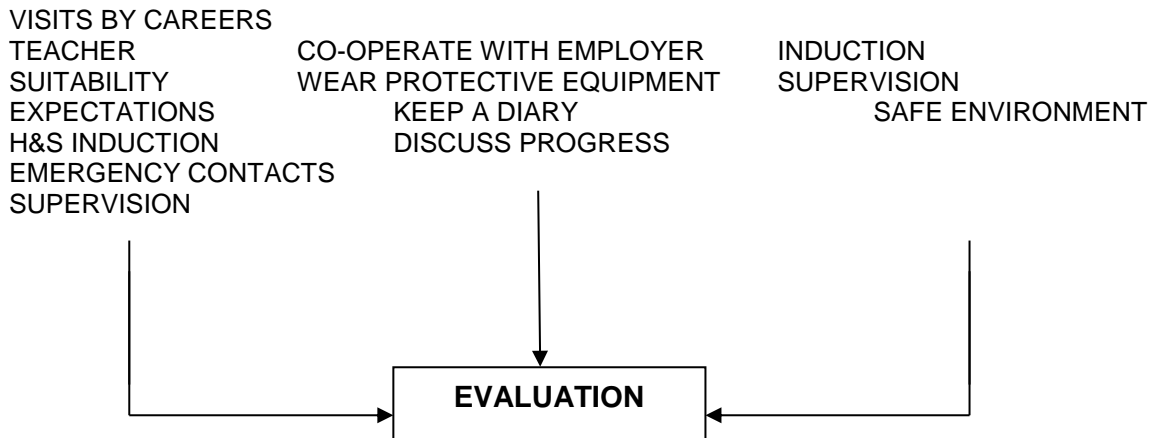 VISITS BY CAREERS
TEACHER CO-OPERATE WITH EMPLOYER INDUCTION
SUITABILITY WEAR PROTECTIVE EQUIPMENT SUPERVISION
EXPECTATIONS KEEP A DIARY SAFE ENVIRONMENT
H&S INDUCTION DISCUSS PROGRESS
EMERGENCY CONTACTS
SUPERVISION
EVALUATION